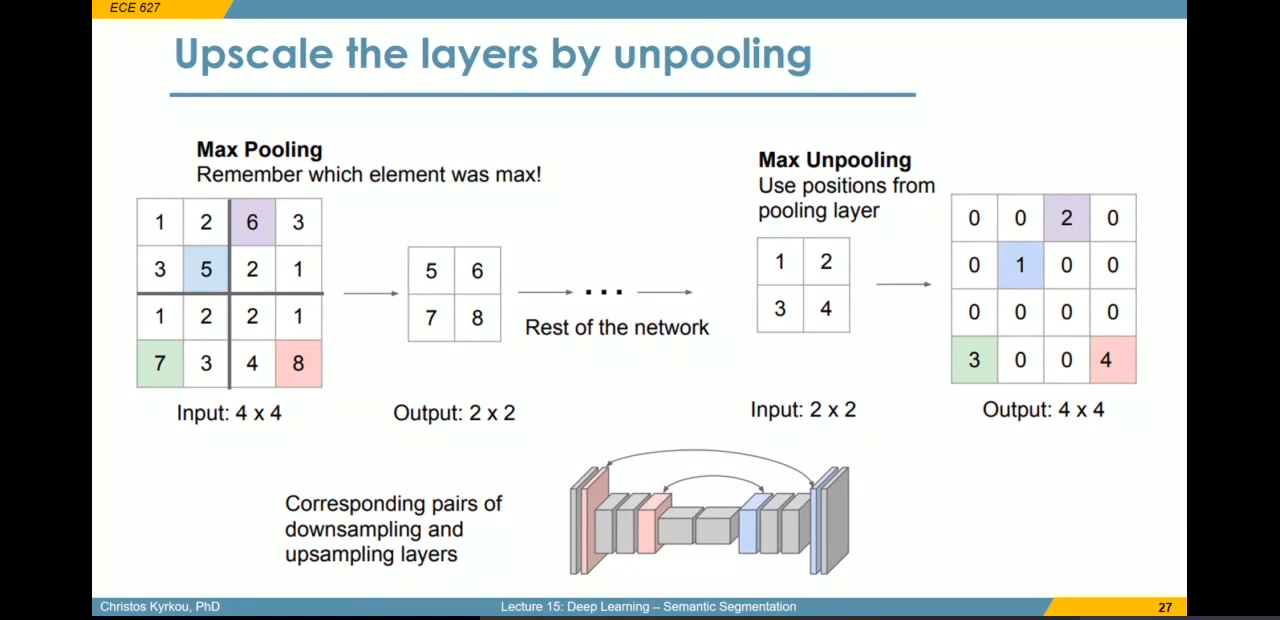 ECE 627
Upscale the layers by unpooling
Max Pooling
Remember which element was max!
1 2 6 3
3 5 2 1
1 2 2 1
7 3 4 8
Input: 4 x 4
5 6
7 8
Output: 2 x 2
...
Rest of the network
Max Unpooling
Use positions from
pooling layer
1 2
3 4
Input: 2 x 2
0 0 2 0
0 1 0 0
0 0 0 0
3 0 0 4
Output: 4 x 4
Corresponding pairs of
downsampling and
upsampling layers
Christos Kyrkou, PhD
Lecture 15: Deep Learning – Semantic Segmentation
27